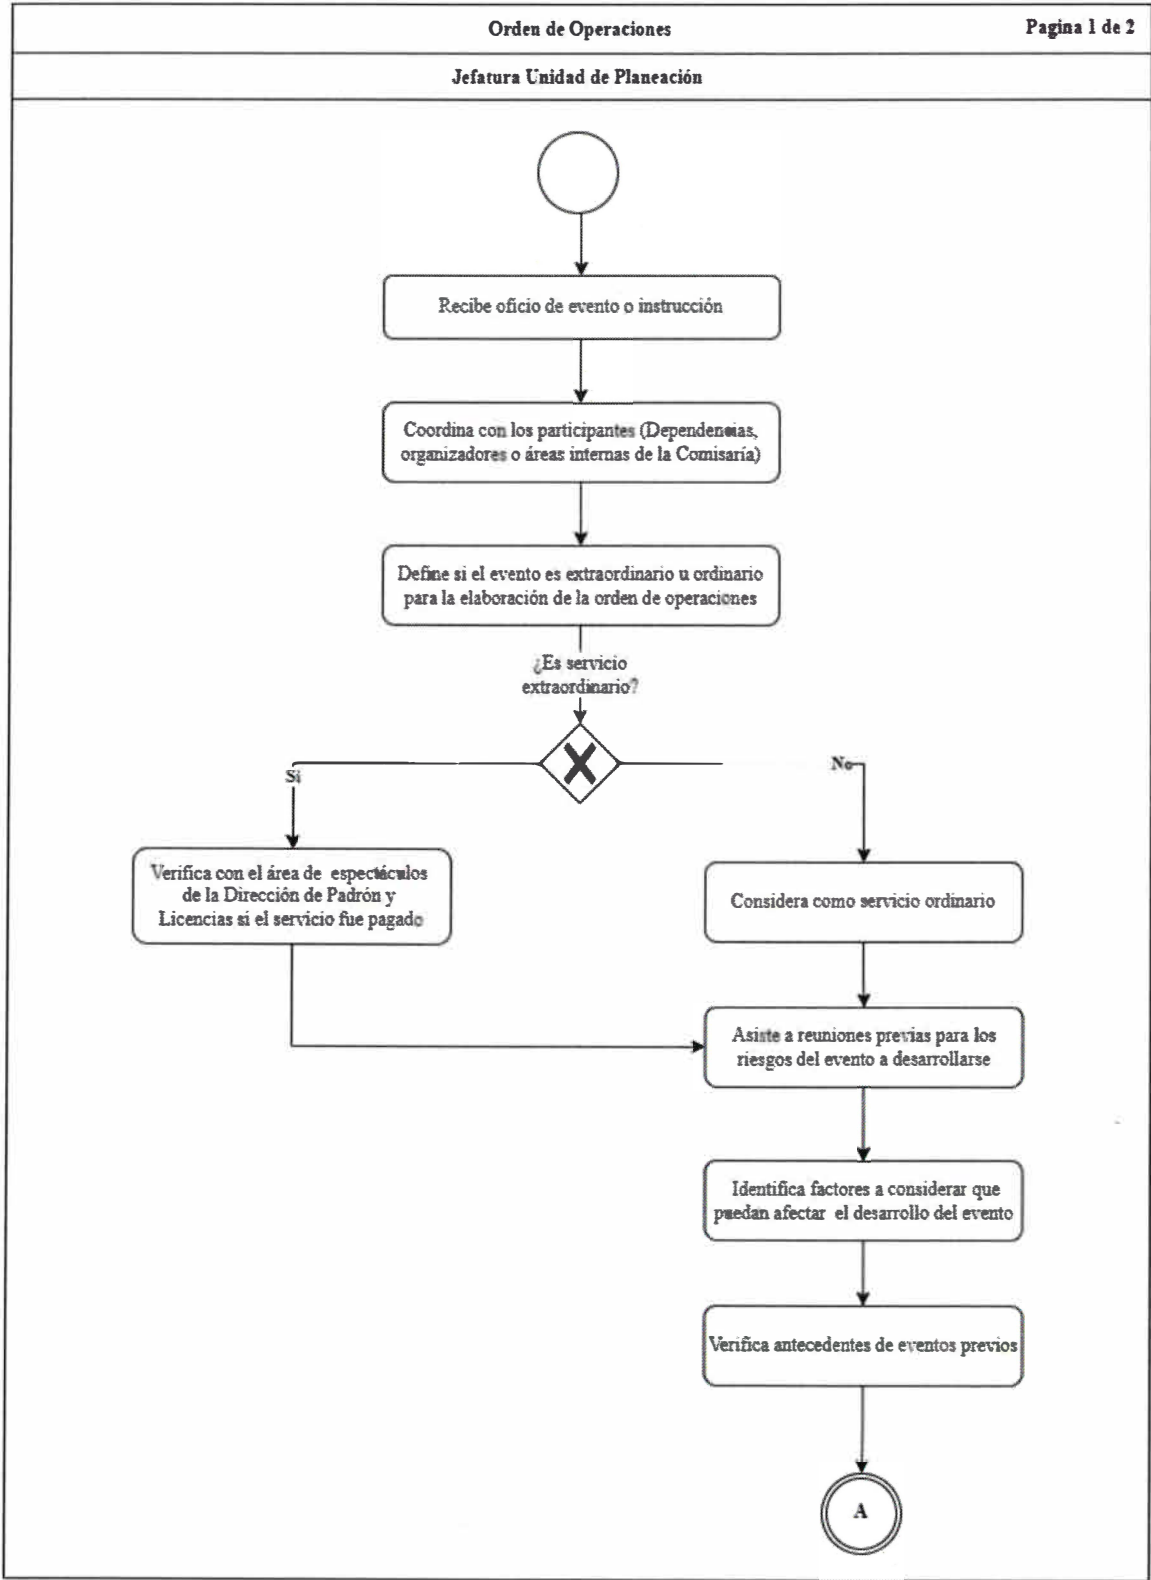 Orden de Operaciones
Pagina 1 de 2
Jefatura Unidad de Planeación
Recibe oficio de evento o instrucción
Coordina con los participantes (Dependencias,
organizadores o áreas internas de la Comisaría)
Define si el evento es extraordinario u ordinario
para la elaboración de la orden de operaciones
¿Es servicio
extraordinario?
Si
No
Verifica con el área de espectáculos
de la Dirección de Padrón y
Licencias si el servicio fue pagado
Considera como servicio ordinario
Asiste a reuniones previas para los
riesgos del evento a desarrollarse
Identifica factores a considerar que
puedan afectar el desarrollo del evento
Verifica antecedentes de eventos previos
A